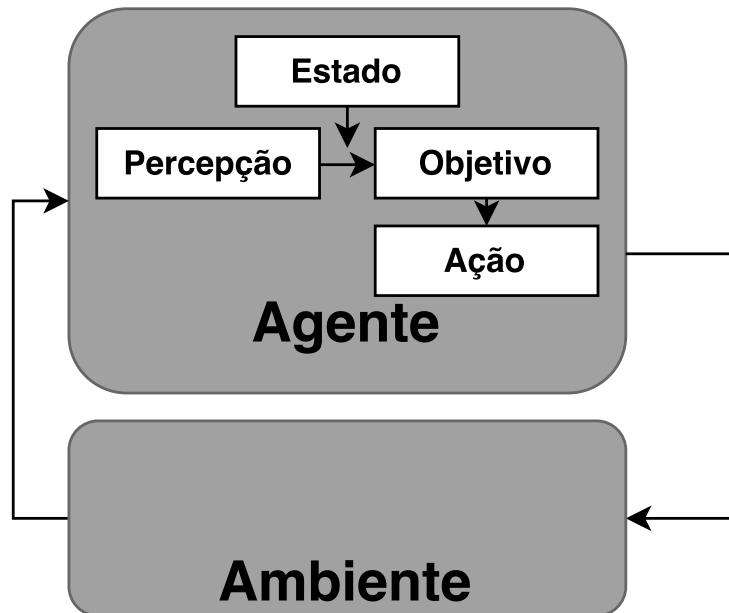 Estado
Percepção
Objetivo
Ação
Agente
Ambiente